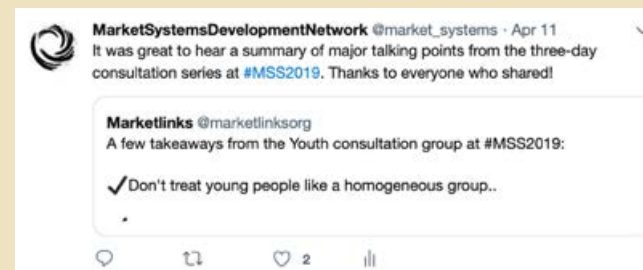 MarketSystemsDevelopmentNetwork @market_systems · Apr 11
It was great to hear a summary of major talking points from the three-day
consultation series at #MSS2019. Thanks to everyone who shared!
Marketlinks @marketlinksorg
A few takeaways from the Youth consultation group at #MSS2019:
✓Don't treat young people like a homogeneous group..
2